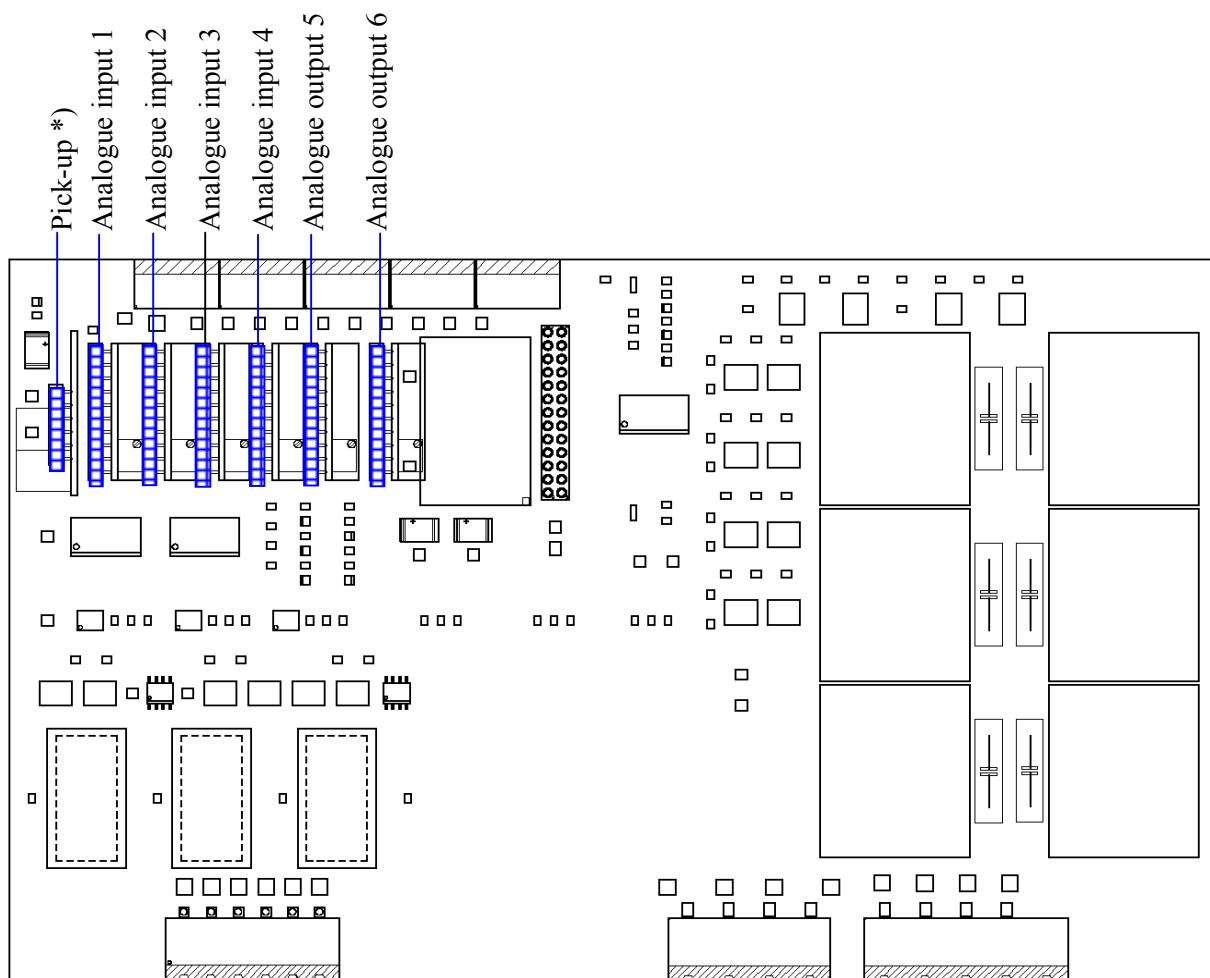 Pick-up *)
Analogue input 1
Analogue input 2
Analogue input 3
Analogue input 4
Analogue output 5
Analogue output 6